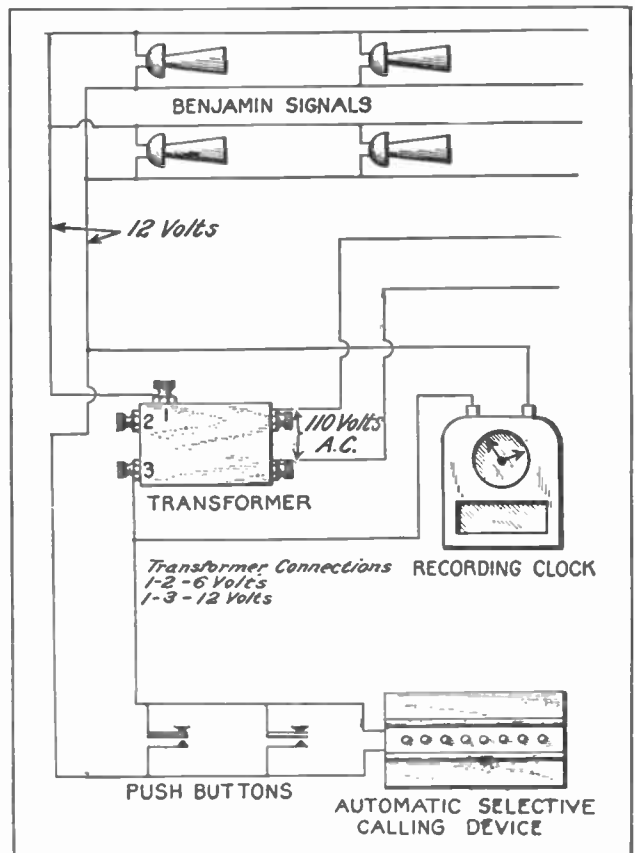 BENJAMIN SIGNALS
12 Volts
1
2
3
110 Volts
A.C.
TRANSFORMER
Transformer Connections
1-2-6 Volts
1-3-12 Volts
RECORDING CLOCK
PUSH BUTTONS
AUTOMATIC SELECTIVE
CALLING DEVICE